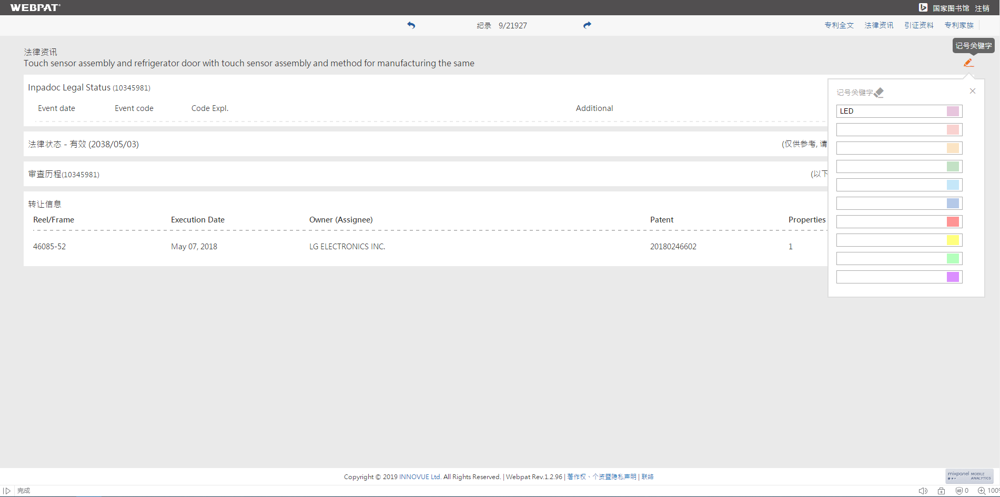 WEBPAT®
国家图书馆 注销
纪录 9/21927
专利全文 法律资讯 引证资料 专利家族
记号关键字
法律资讯
Touch sensor assembly and refrigerator door with touch sensor assembly and method for manufacturing the same
Inpadoc Legal Status (10345981)
Event date Event code Code Expl. Additional
记号关键字
LED
法律状态 - 有效 (2038/05/03)
(仅供参考, 请
审查历程(10345981)
(以下
转让信息
Reel/Frame Execution Date Owner (Assignee) Patent Properties
46085-52 May 07, 2018 LG ELECTRONICS INC. 20180246602 1
Copyright © 2019 INNOVUE Ltd. All Rights Reserved. | Webpat Rev.1.2.96 | 著作权、个资暨隐私声明 | 联络
mixpanel MOBILE ANALYTICS
完成
AD 0 100%